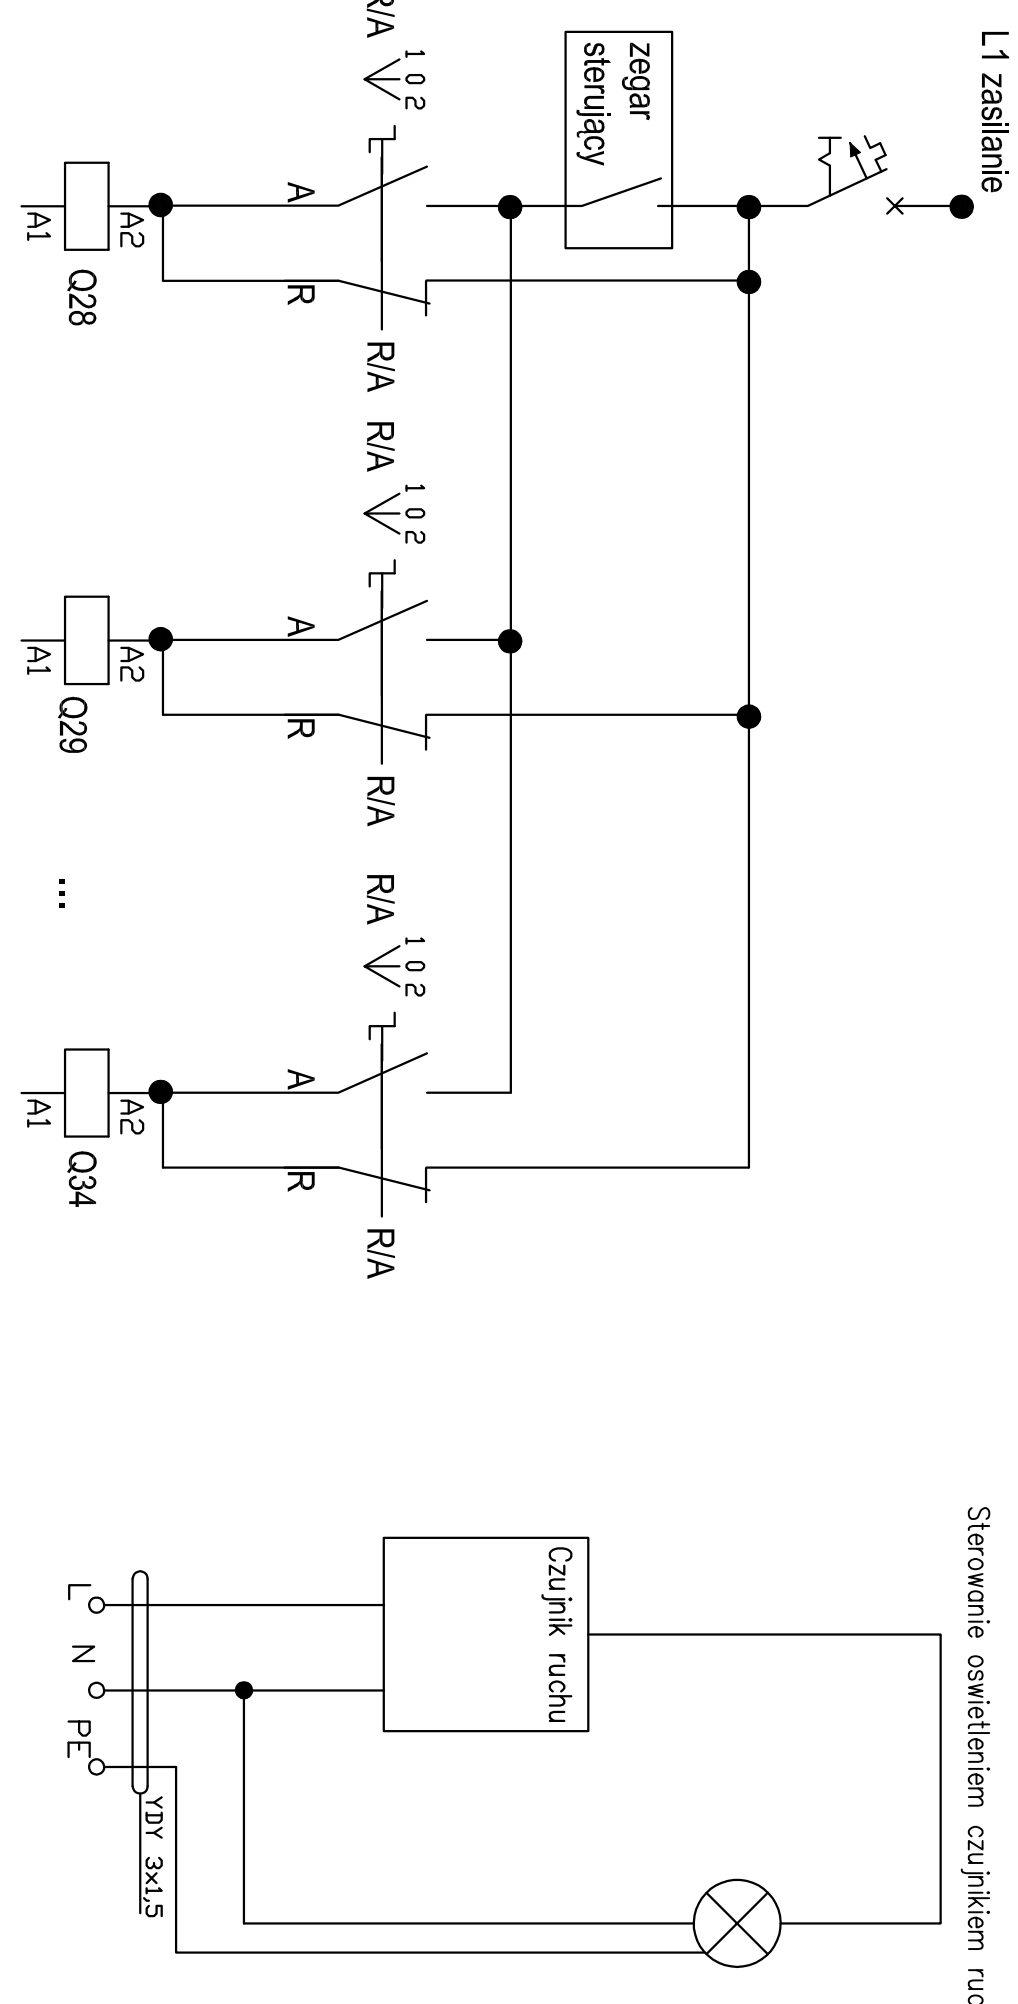 L1 zasilanie
zegar
sterujący
R/A
1 0 2
A
R
R/A
A2
A1
Q28
R/A
1 0 2
A
R
R/A
A2
A1
Q29
...
R/A
1 0 2
A
R
R/A
A2
A1
Q34
Sterowanie oswietleniem czujnikiem ruc
Czujnik ruchu
L
N
PE
YDY 3x1,5